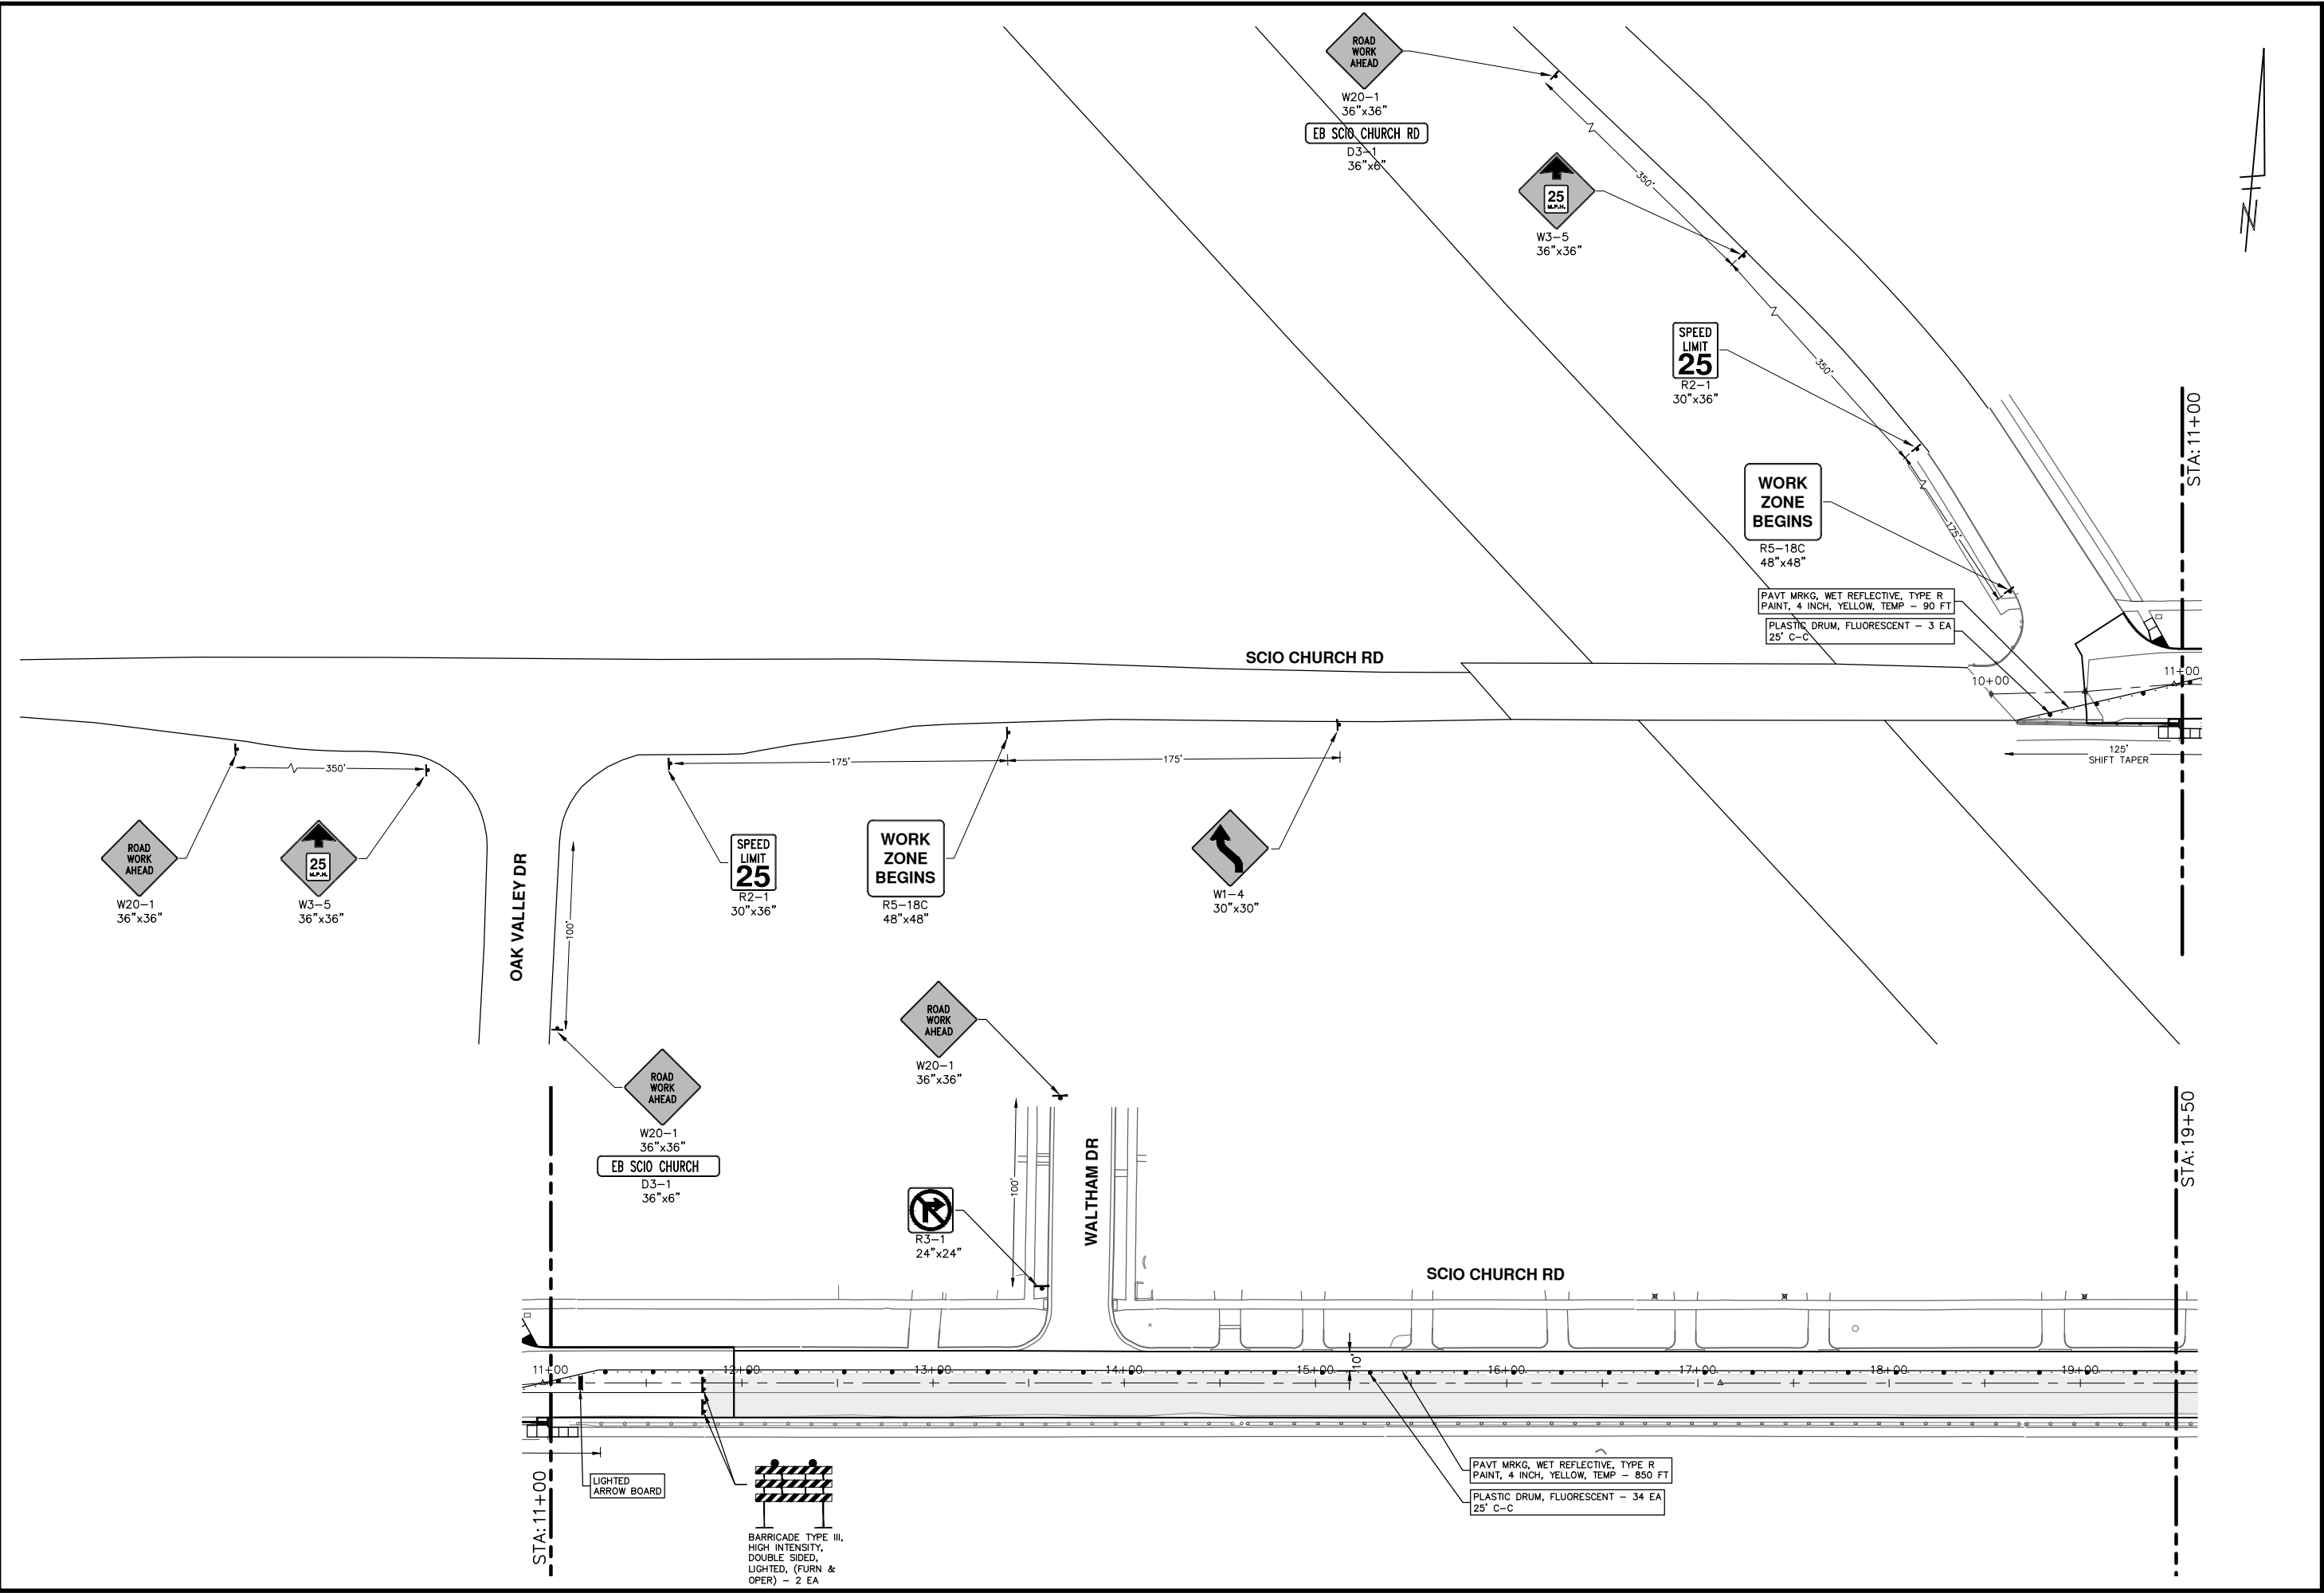 ROAD
WORK
AHEAD
W20-1
36"x36"
EB SCIO CHURCH RD
D3-1
36"x6"
350'
25
M.P.H.
W3-5
36"x36"
350'
SPEED
LIMIT
25
R2-1
30"x36"
WORK
ZONE
BEGINS
R5-18C
48"x48"
175'
N
STA:11+00
PAVT MRKG, WET REFLECTIVE, TYPE R
PAINT, 4 INCH, YELLOW, TEMP - 90 FT
PLASTIC DRUM, FLUORESCENT - 3 EA
25' C-C
SCIO CHURCH RD
10+00
11+00
125'
SHIFT TAPER
350'
175'
175'
ROAD
WORK
AHEAD
W20-1
36"x36"
25
M.P.H.
W3-5
36"x36"
OAK VALLEY DR
100'
SPEED
LIMIT
25
R2-1
30"x36"
WORK
ZONE
BEGINS
R5-18C
48"x48"
W1-4
30"x30"
ROAD
WORK
AHEAD
W20-1
36"x36"
EB SCIO CHURCH
D3-1
36"x6"
ROAD
WORK
AHEAD
W20-1
36"x36"
100'
WALTHAM DR
R3-1
24"x24"
SCIO CHURCH RD
STA:19+50
11+00
12+00
13+00
14+00
15+00
10'
16+00
17+00
18+00
19+00
STA:11+00
LIGHTED
ARROW BOARD
BARRICADE TYPE III,
HIGH INTENSITY,
DOUBLE SIDED,
LIGHTED, (FURN &
OPER) - 2 EA
PAVT MRKG, WET REFLECTIVE, TYPE R
PAINT, 4 INCH, YELLOW, TEMP - 850 FT
PLASTIC DRUM, FLUORESCENT - 34 EA
25' C-C